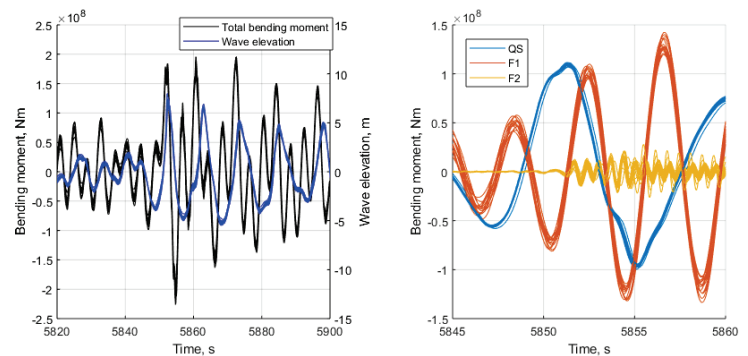 ×10^8
Total bending moment
Wave elevation
2.5
2
1.5
1
0.5
0
-0.5
-1
-1.5
-2
-2.5
15
10
5
0
-5
-10
-15
Bending moment, Nm
Wave elevation, m
5820 5840 5860 5880 5900
Time, s
×10^8
QS
F1
F2
1.5
1
0.5
0
-0.5
-1
-1.5
Bending moment, Nm
5845 5850 5855 5860
Time, s